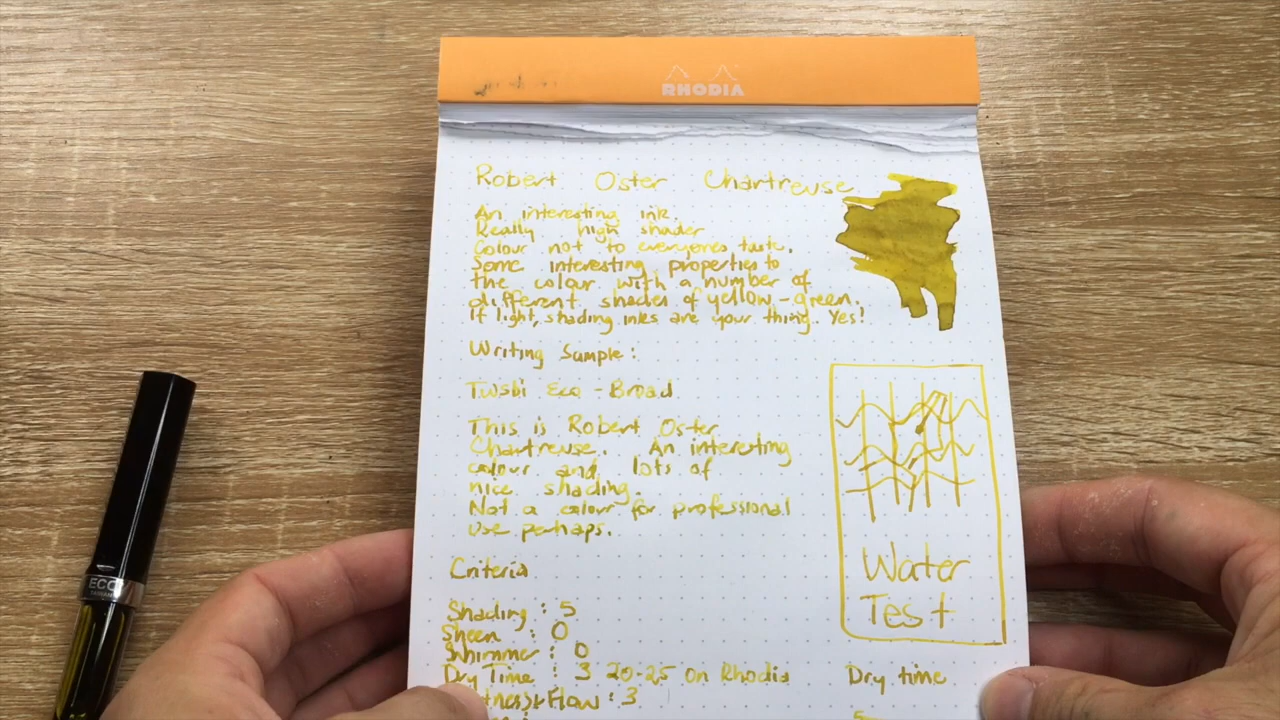 RHODIA
Robert Oster Chartreuse
An interesting ink.
Really high shader
Colour not to everyones taste.
Some interesting properties to
the colour with a number of
different shades of yellow-green.
If light, shading inks are your thing. Yes!
Writing Sample:
Twsbi Eco - Broad
This is Robert Oster
Chartreuse. An interesting
colour and lots of
nice shading.
Not a colour for professional
use perhaps.
Water
Test
Criteria
Shading : 5
Sheen : 0
Shimmer : 0
Dry Time : 3 20-25 on Rhodia
Dry time
Flow : 3
ECO
TAIWAN